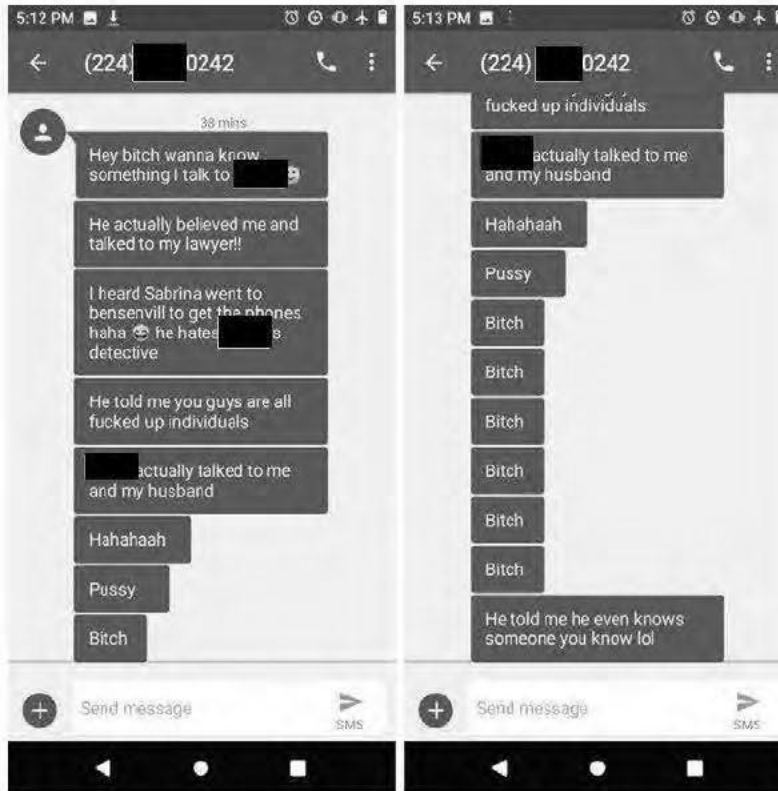 5:12 PM
(224) 0242
38 mins
Hey bitch wanna know
something I talk to
He actually believed me and
talked to my lawyer!!
I heard Sabrina went to
bensenvill to get the phones
haha 😎 he hates s
detective
He told me you guys are all
fucked up individuals
actually talked to me
and my husband
Hahahaah
Pussy
Bitch
Send message
SMS
5:13 PM
(224) 0242
fucked up individuals
actually talked to me
and my husband
Hahahaah
Pussy
Bitch
Bitch
Bitch
Bitch
Bitch
Bitch
He told me he even knows
someone you know lol
Send message
SMS